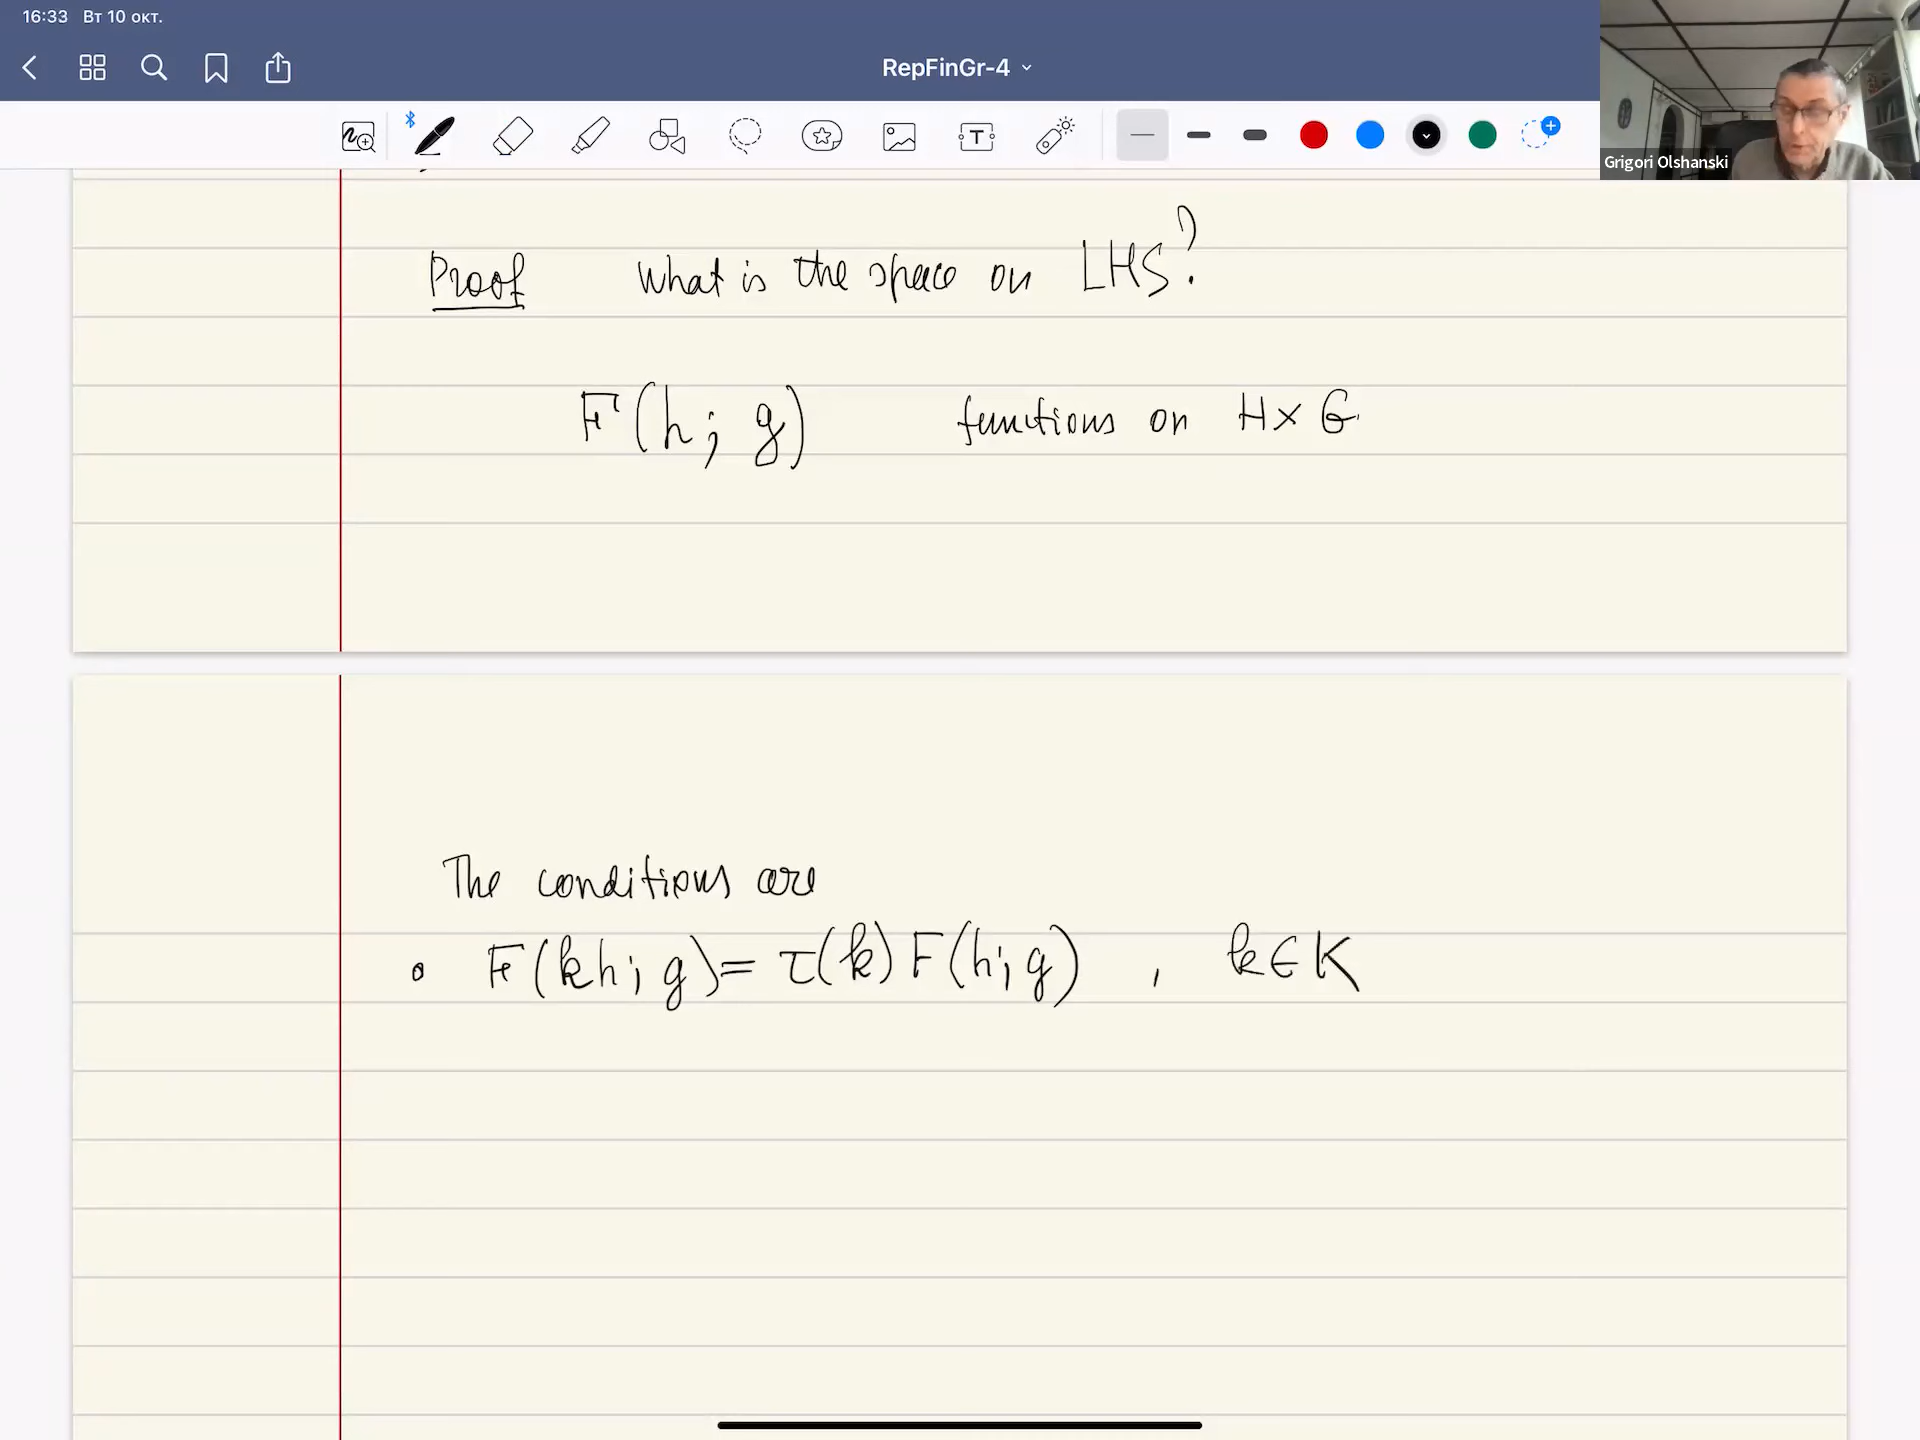 16:33 Вт 10 окт.
RepFinGr-4
Grigori Olshanski
Proof What is the space on LHS?
F(h; g) functions on H×G
The conditions are
• F(kh; g) = τ(k) F(h; g) , k∈K